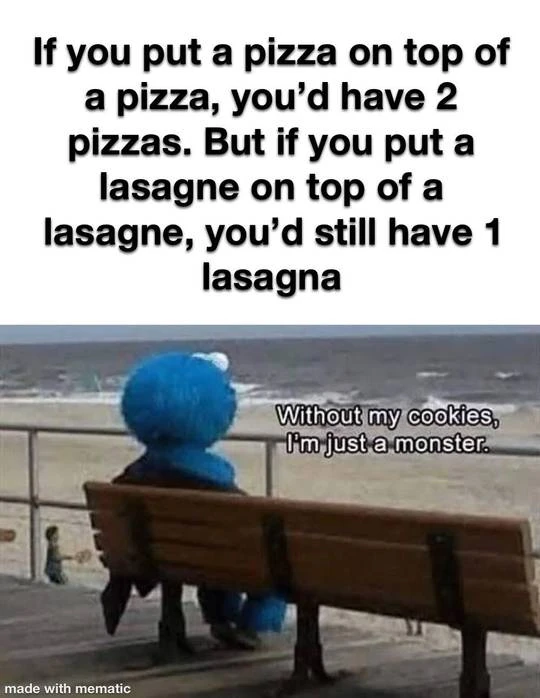 If you put a pizza on top of
a pizza, you’d have 2
pizzas. But if you put a
lasagne on top of a
lasagne, you’d still have 1
lasagna
Without my cookies,
I'm just a monster.
made with mematic